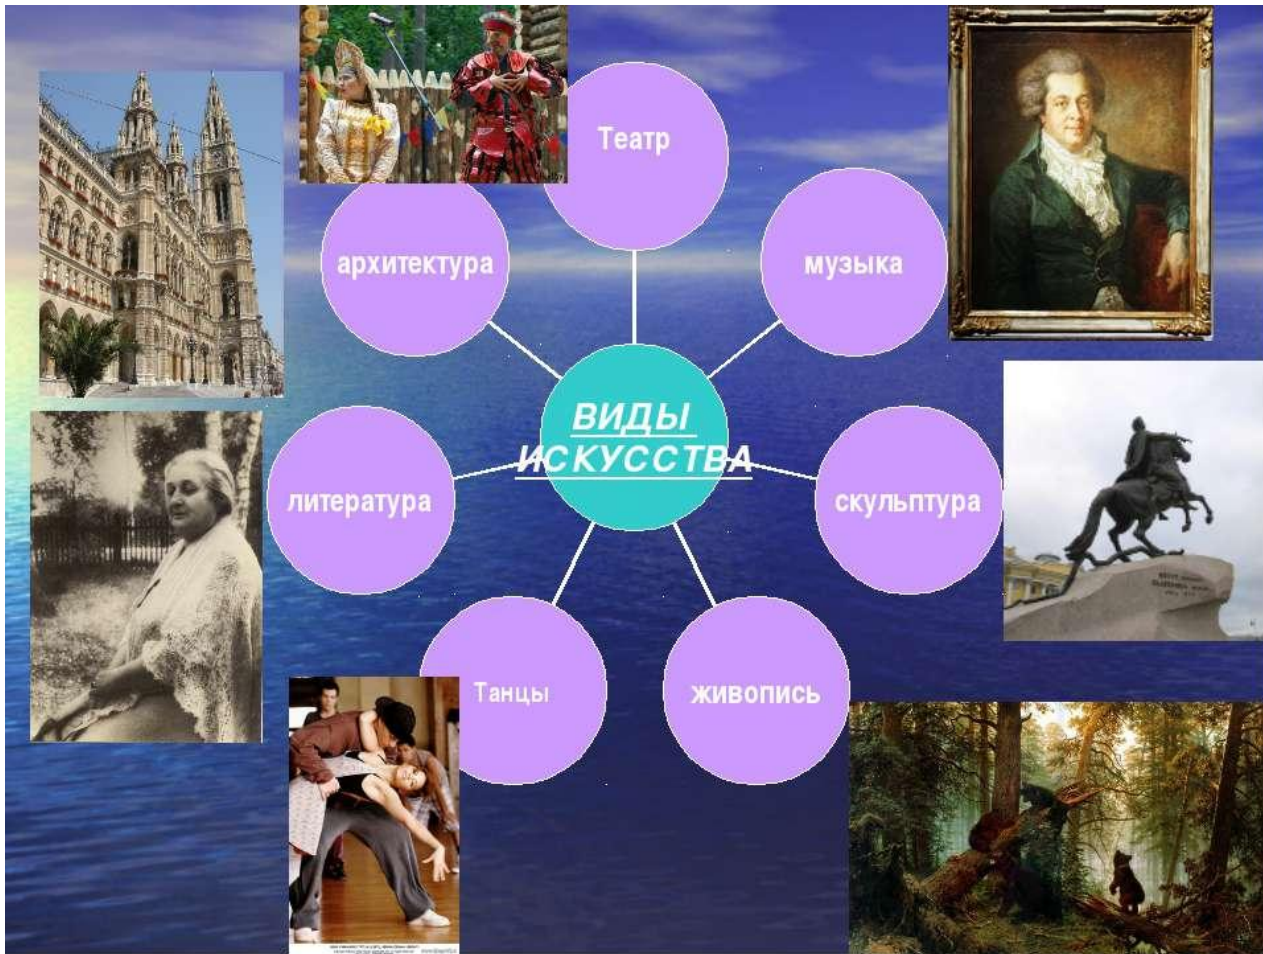 Театр
архитектура
музыка
ВИДЫ
ИСКУССТВА
литература
скульптура
Танцы
живопись